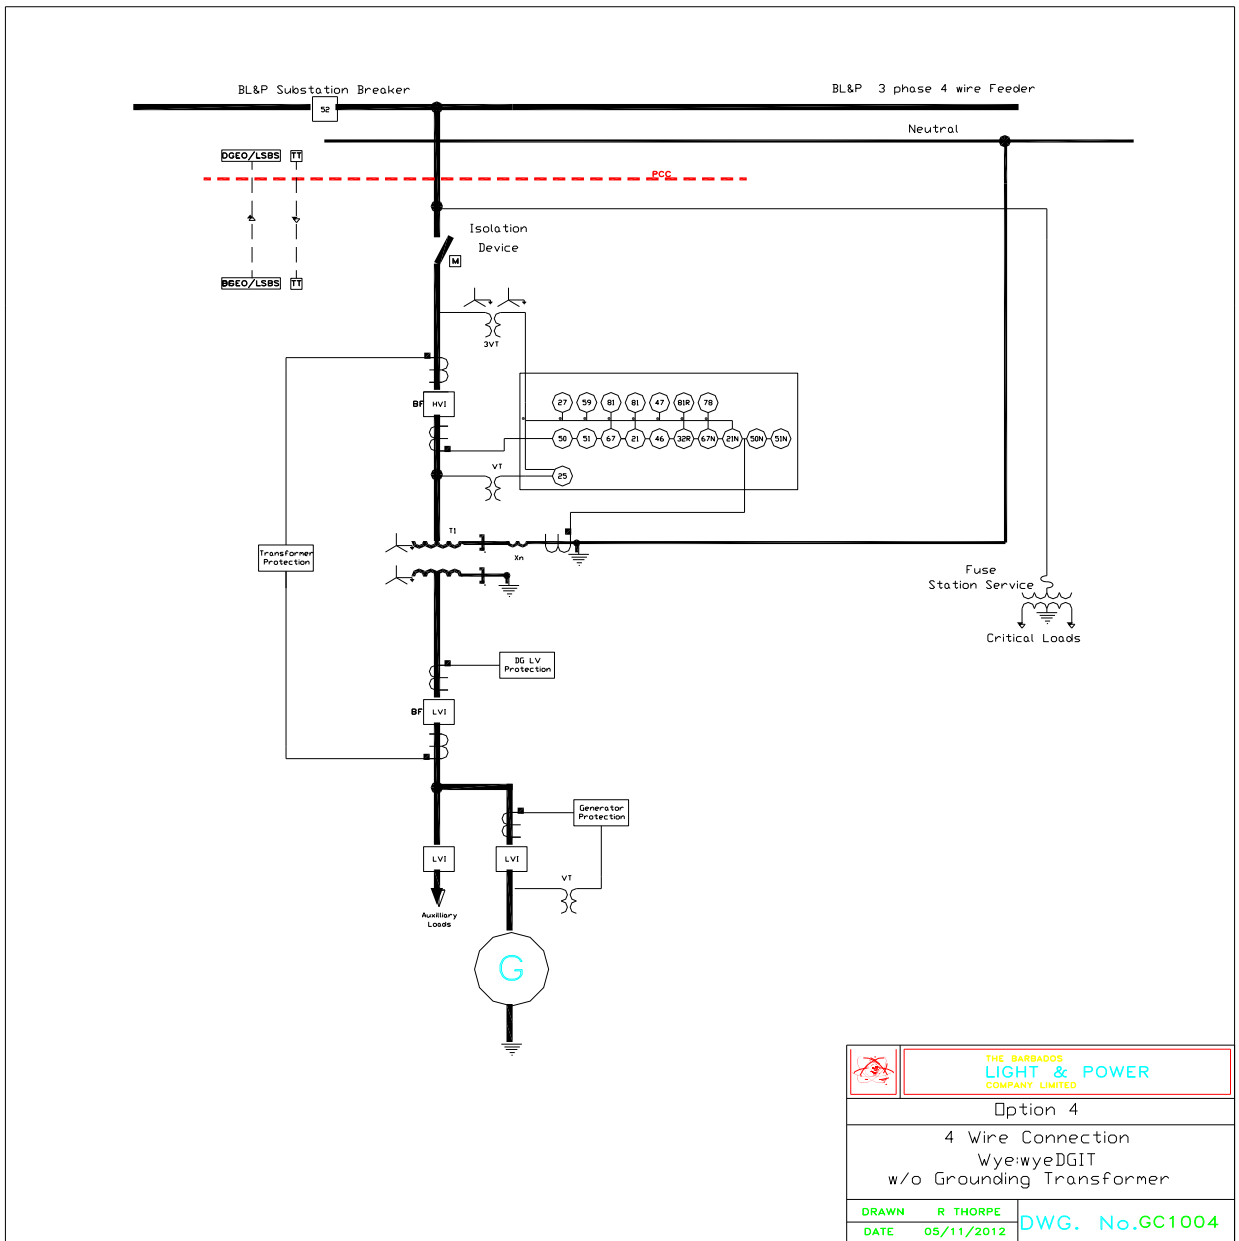 BL&P Substation Breaker
BL&P 3 phase 4 wire Feeder
52
Neutral
DGEO/LSBS TT
PCC
Isolation
Device
M
DGEO/LSBS TT
3VT
BF HVI
27 59 81 81 47 81R 78
50 51 67 21 46 32R 67N 21N 50N 51N
VT
25
T1
Xn
Transformer
Protection
Fuse
Station Service
Critical Loads
DG LV
Protection
BF LVI
Generator
Protection
LVI
LVI
VT
Auxilliary
Loads
G
THE BARBADOS
LIGHT & POWER
COMPANY LIMITED
Option 4
4 Wire Connection
Wye:wyeDGIT
w/o Grounding Transformer
DRAWN R THORPE
DATE 05/11/2012
DWG. No.GC1004